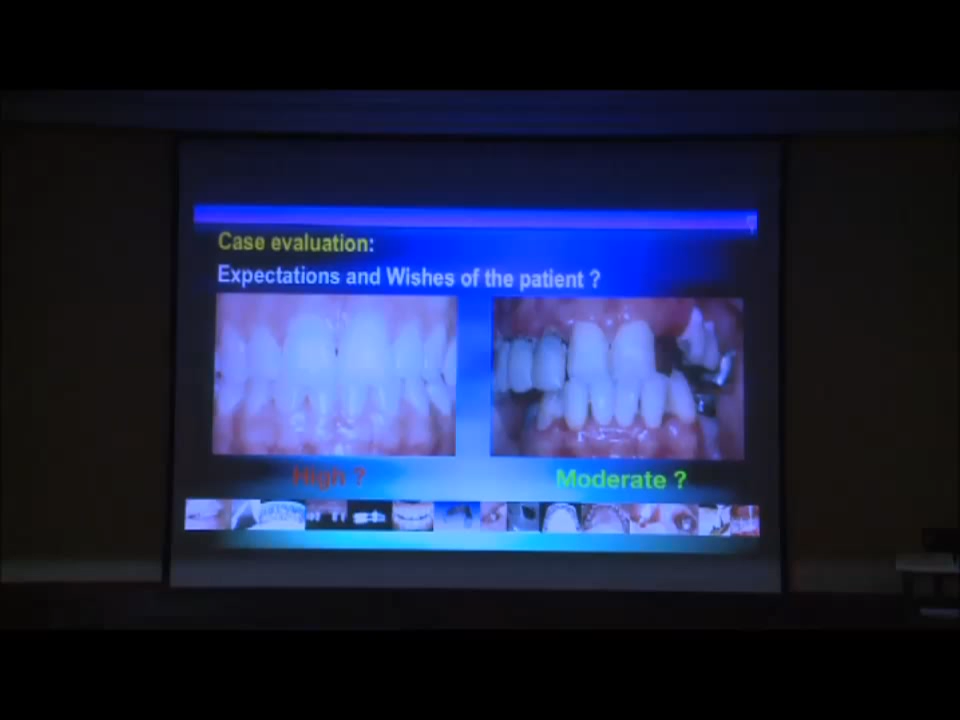 Case evaluation:
Expectations and Wishes of the patient ?
High ?
Moderate ?